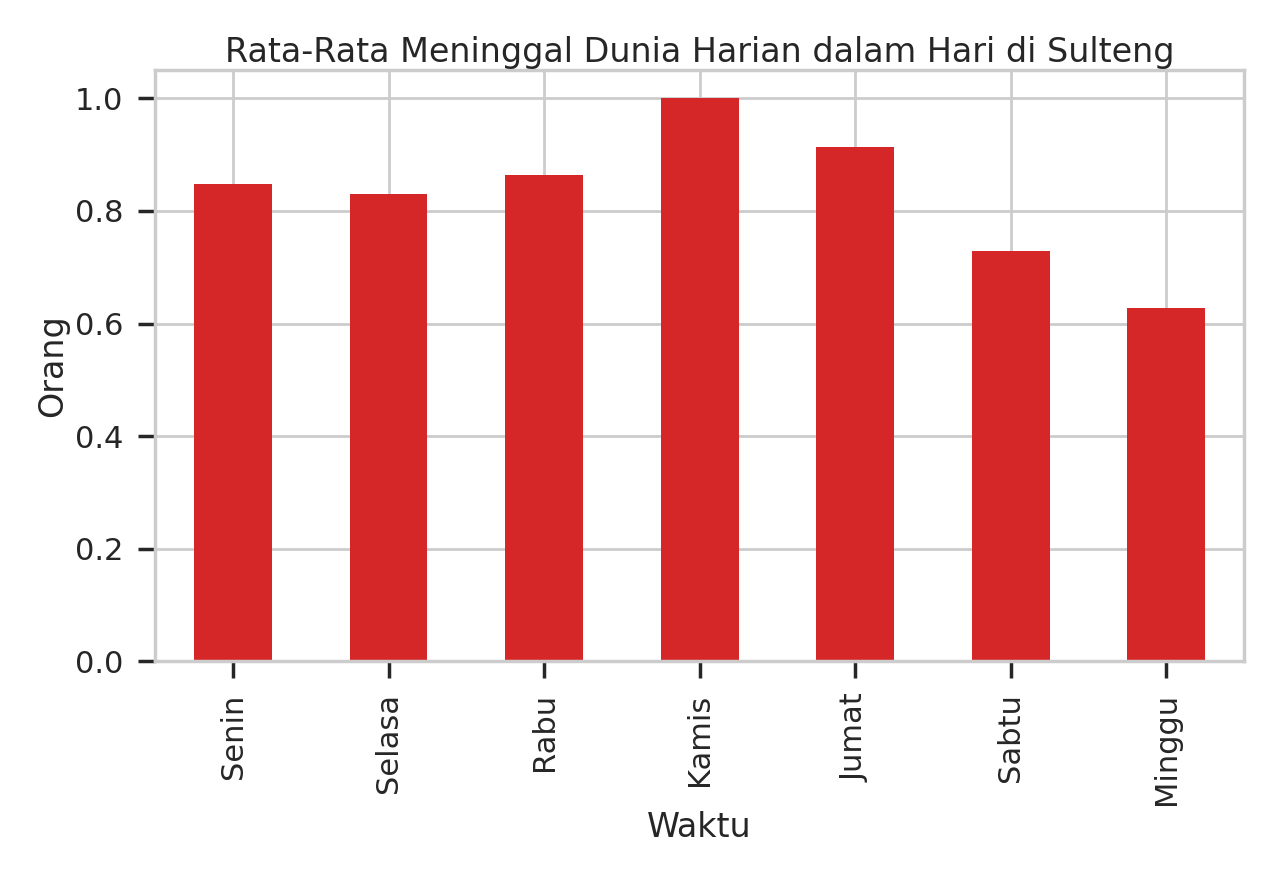 Rata-Rata Meninggal Dunia Harian dalam Hari di Sulteng
1.0
0.8
0.6
0.4
0.2
0.0
Orang
Senin
Selasa
Rabu
Kamis
Jumat
Sabtu
Minggu
Waktu